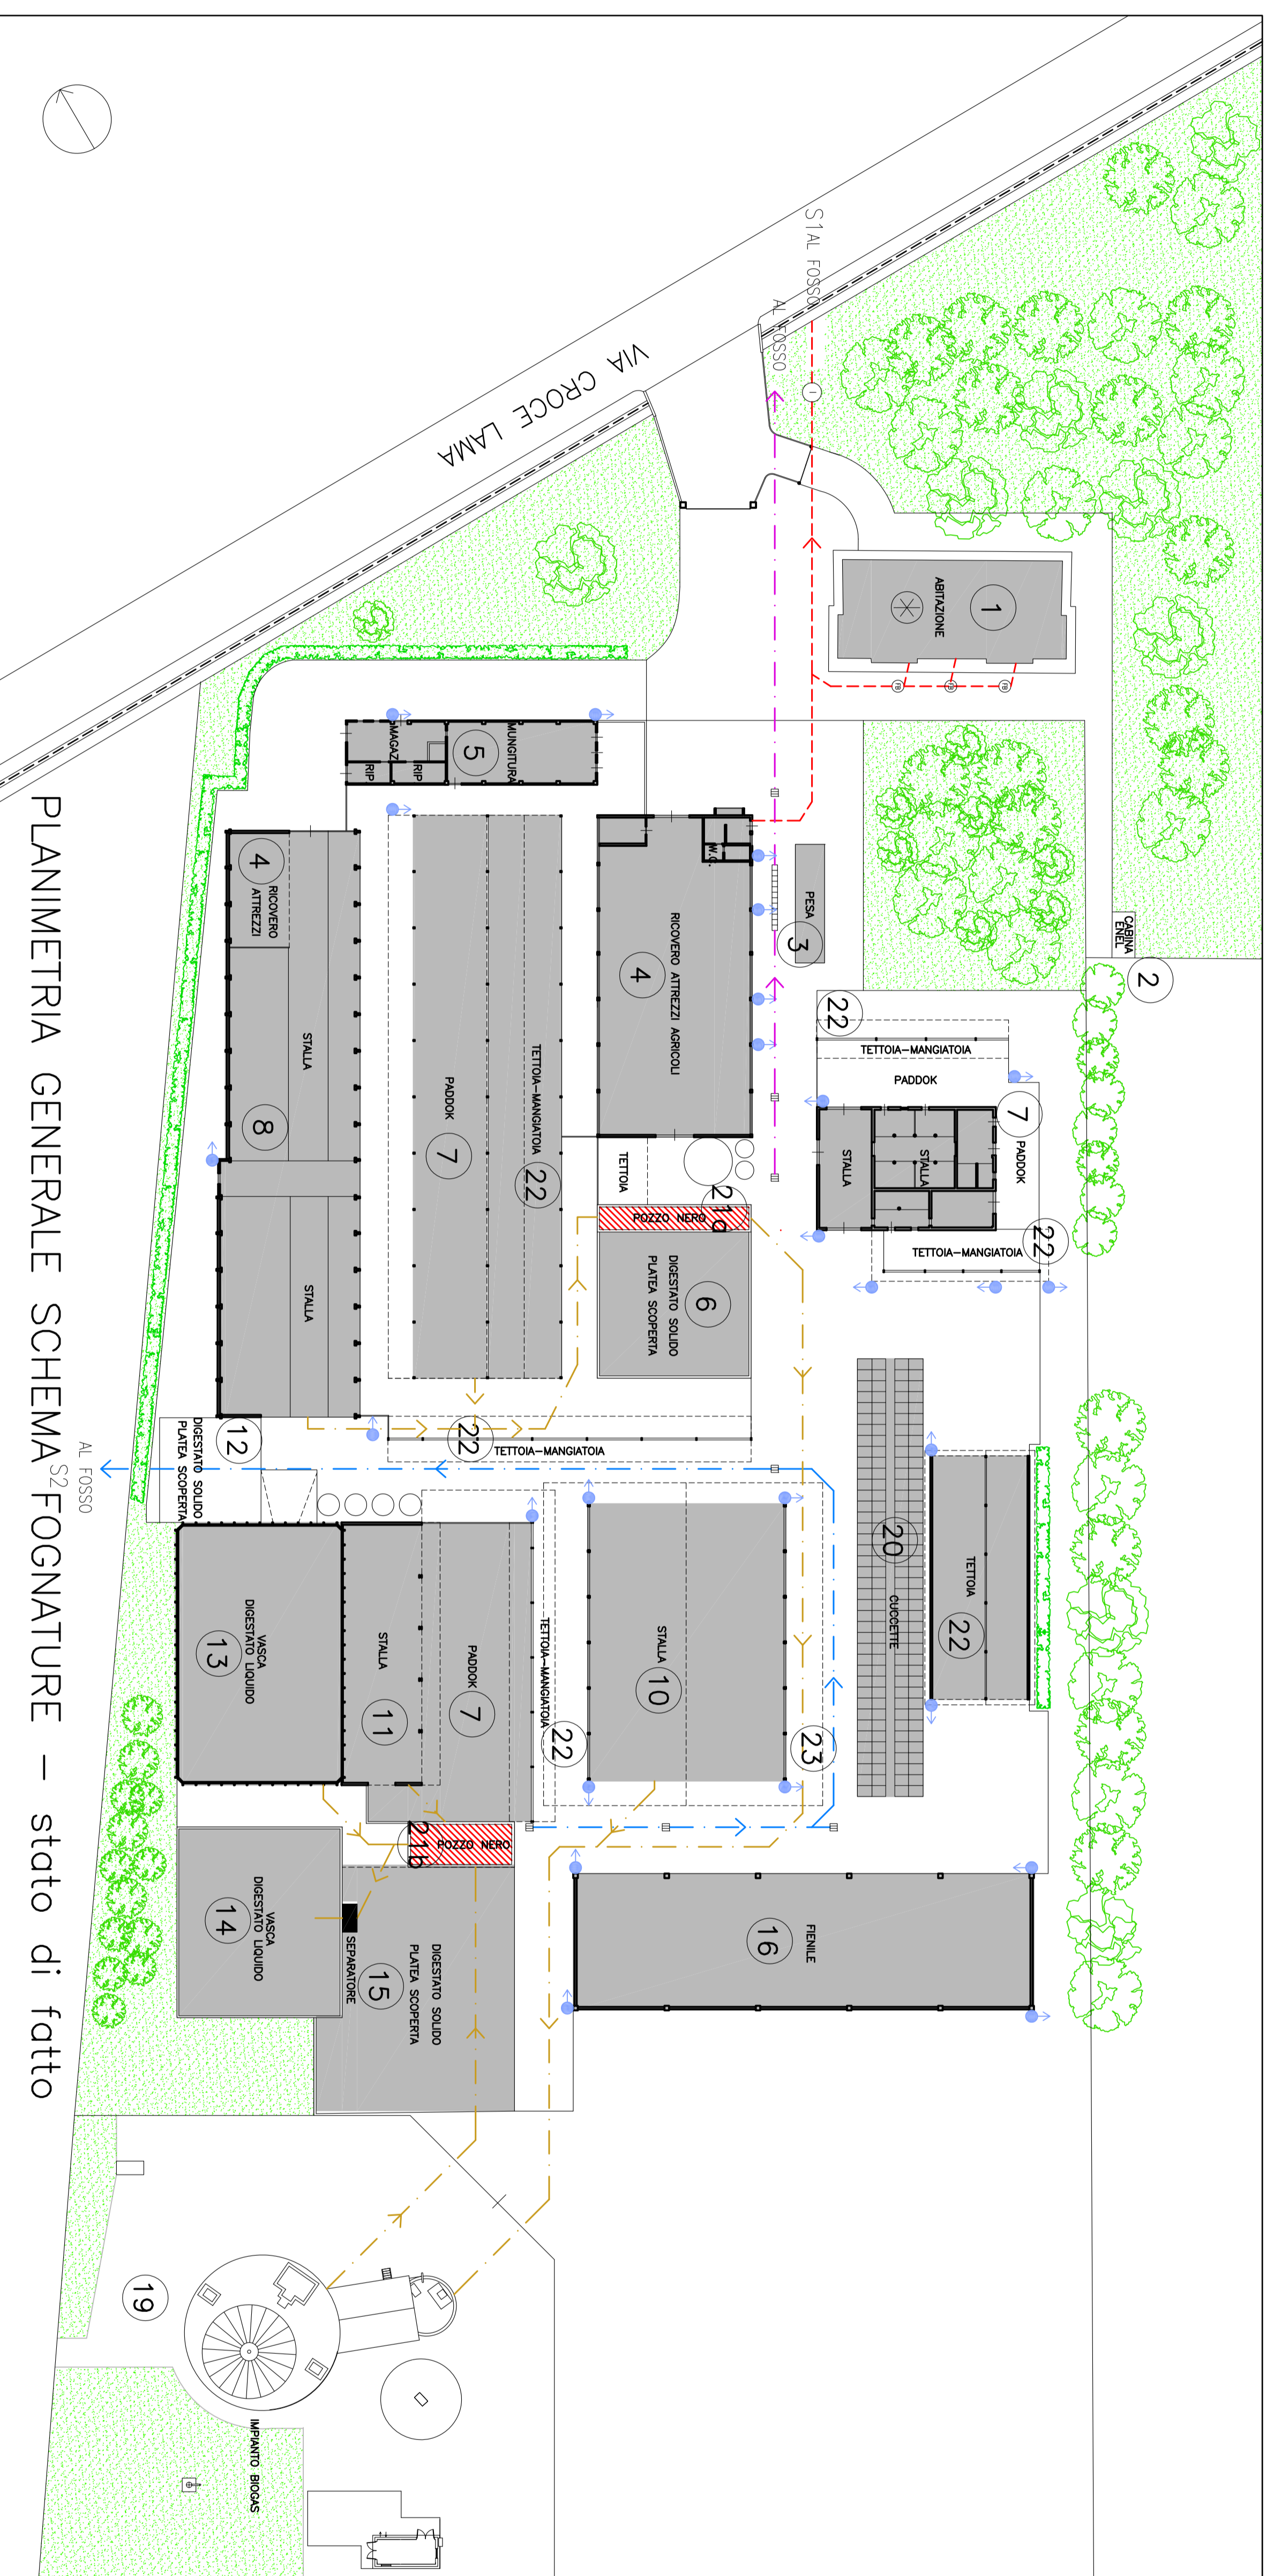 PLANIMETRIA GENERALE SCHEMA FOGNATURE – stato di fatto
VIA CROCE LAMA
S1 AL FOSSO
AL FOSSO
I
1
ABITAZIONE
FB
FB
FB
CABINA
ENEL
2
PESA
3
W.C.
RICOVERO ATTREZZI AGRICOLI
4
MUNGITURA
5
MAGAZ
RIP
RIP
4
RICOVERO
ATTREZZI
STALLA
8
STALLA
TETTOIA-MANGIATOIA
22
PADDOK
7
22
TETTOIA-MANGIATOIA
PADDOK
7
PADDOK
STALLA
STALLA
22
TETTOIA-MANGIATOIA
TETTOIA
21a
POZZO NERO
6
DIGESTATO SOLIDO
PLATEA SCOPERTA
22
TETTOIA-MANGIATOIA
12
DIGESTATO SOLIDO
PLATEA SCOPERTA
S2
AL FOSSO
20
CUCCETTE
TETTOIA
22
STALLA
10
23
TETTOIA-MANGIATOIA
22
PADDOK
7
STALLA
11
VASCA
DIGESTATO LIQUIDO
13
POZZO NERO
21b
VASCA
DIGESTATO LIQUIDO
14
SEPARATORE
DIGESTATO SOLIDO
PLATEA SCOPERTA
15
FIENILE
16
19
IMPIANTO BIOGAS